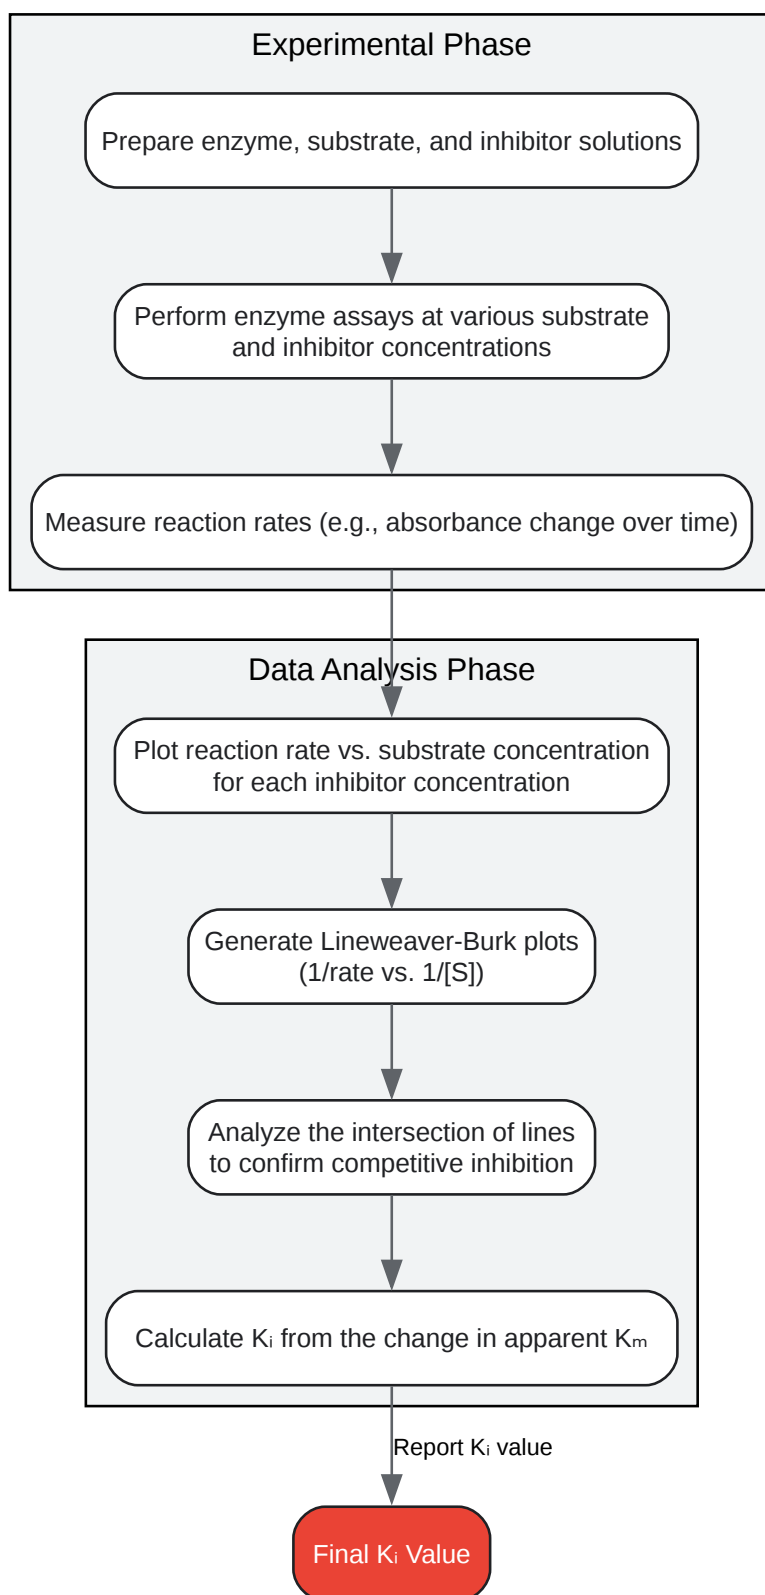 Experimental Phase
Prepare enzyme, substrate, and inhibitor solutions
Perform enzyme assays at various substrate
and inhibitor concentrations
Measure reaction rates (e.g., absorbance change over time)
Data Analysis Phase
Plot reaction rate vs. substrate concentration
for each inhibitor concentration
Generate Lineweaver-Burk plots
(1/rate vs. 1/[S])
Analyze the intersection of lines
to confirm competitive inhibition
Calculate Kᵢ from the change in apparent Kₘ
Report Kᵢ value
Final Kᵢ Value